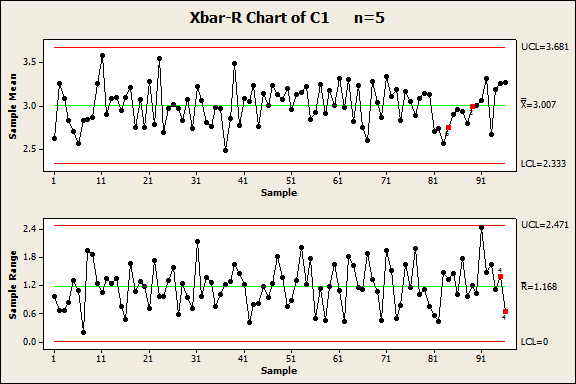 Xbar-R Chart of C1 n=5
3.5
3.0
2.5
Sample Mean
UCL=3.681
X=3.007
LCL=2.333
2
1 11 21 31 41 51 61 71 81 91
Sample
2.4
1.8
1.2
0.6
0.0
Sample Range
UCL=2.471
R=1.168
LCL=0
4
4
1 11 21 31 41 51 61 71 81 91
Sample